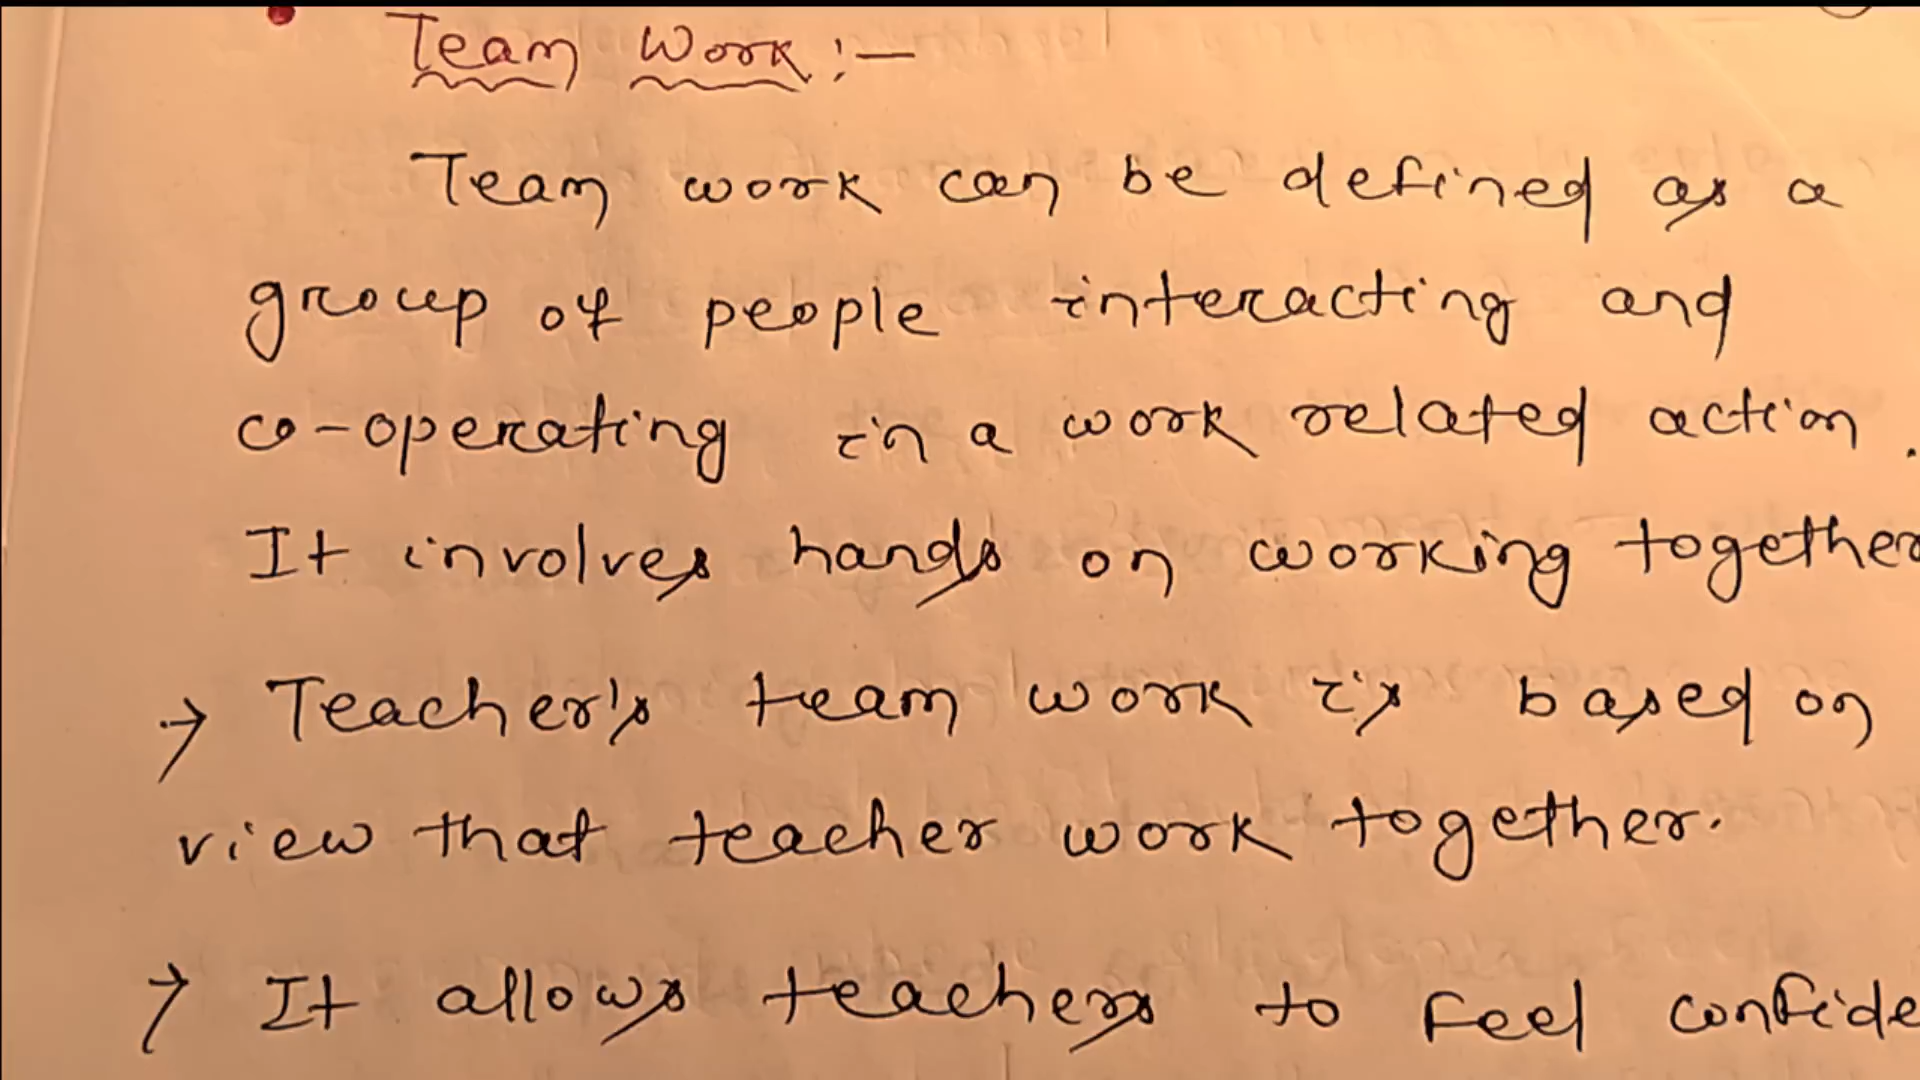 • Team Work :-
Team work can be defined as a
group of people interacting and
co-operating in a work related action.
It involves hands on working together
→ Teacher's team work is based on
view that teacher work together.
→ It allows teachers to feel confide